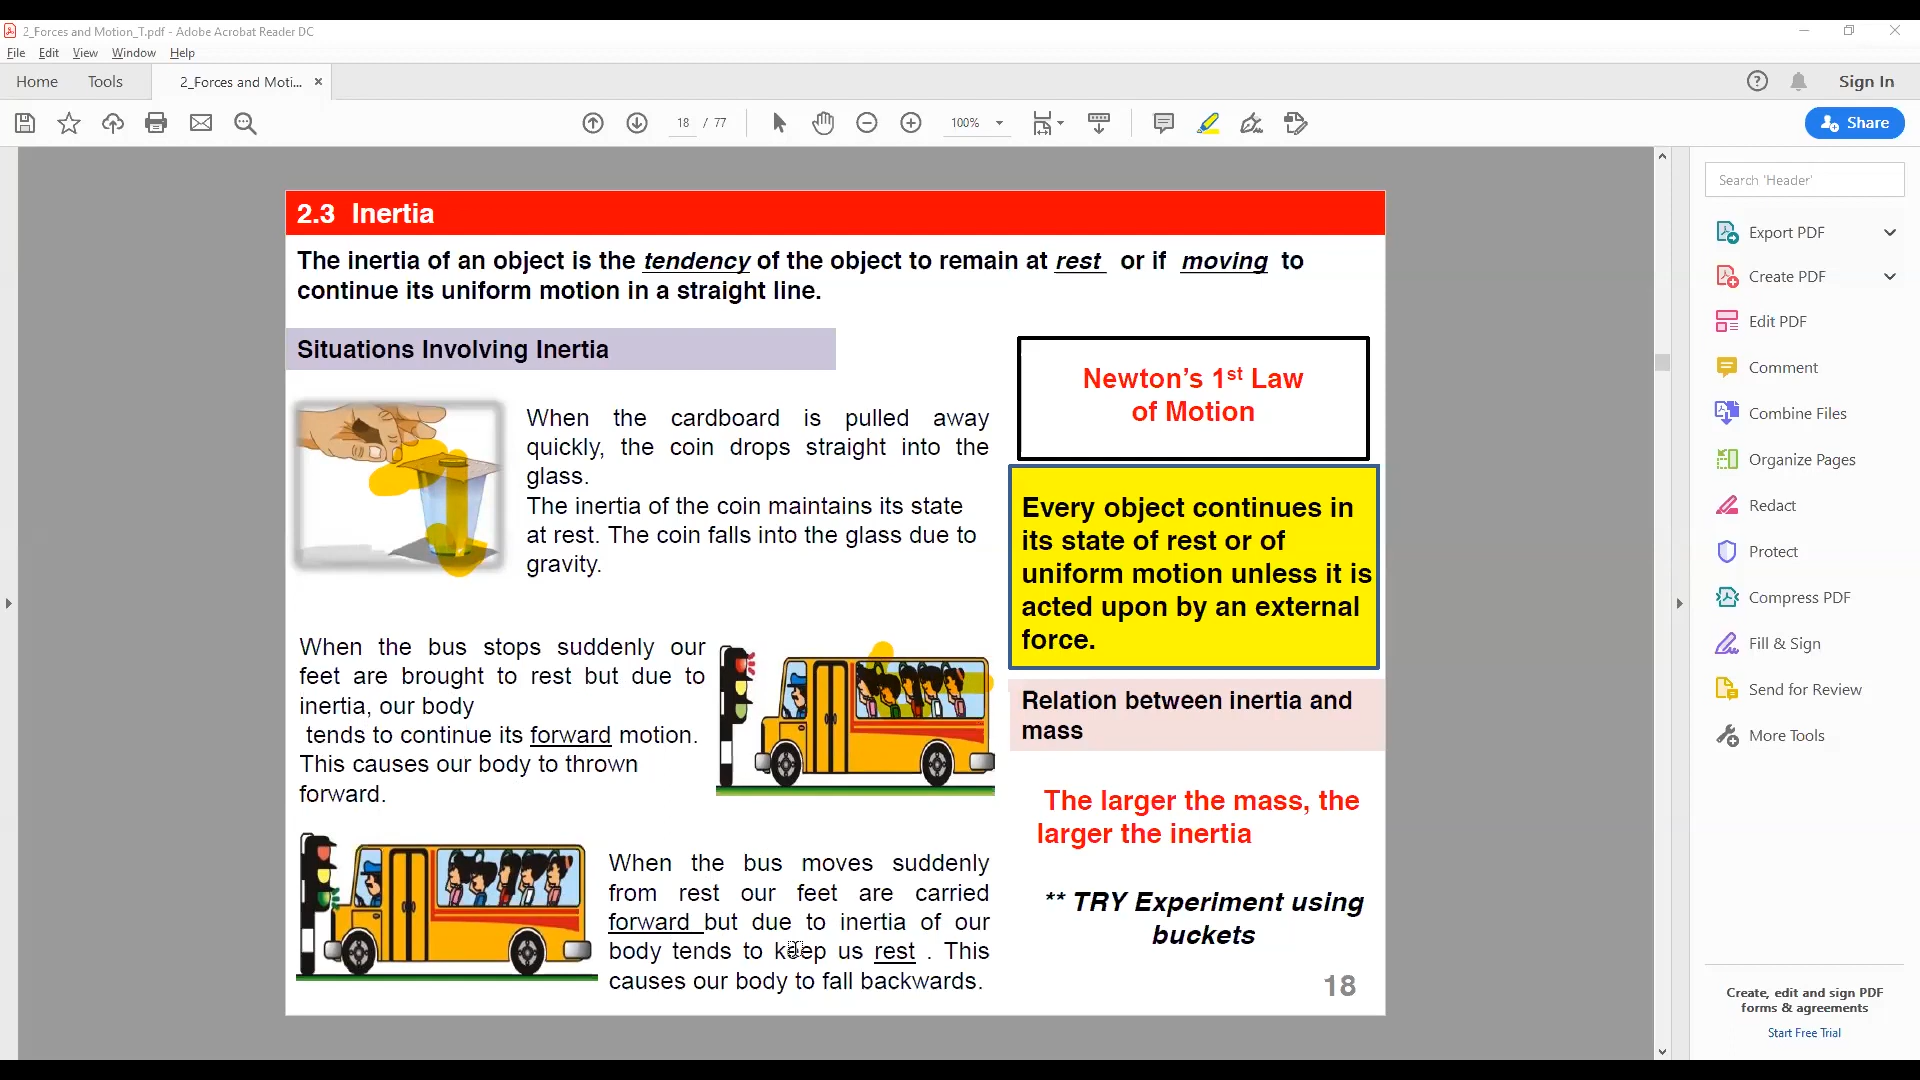 2_Forces and Motion_T.pdf - Adobe Acrobat Reader DC
File Edit View Window Help
Home Tools 2_Forces and Moti... × Sign In
18 / 77 100% Share
2.3 Inertia
The inertia of an object is the tendency of the object to remain at rest or if moving to
continue its uniform motion in a straight line.
Situations Involving Inertia
When the cardboard is pulled away
quickly, the coin drops straight into the
glass.
The inertia of the coin maintains its state
at rest. The coin falls into the glass due to
gravity.
When the bus stops suddenly our
feet are brought to rest but due to
inertia, our body
tends to continue its forward motion.
This causes our body to thrown
forward.
When the bus moves suddenly
from rest our feet are carried
forward but due to inertia of our
body tends to keep us rest . This
causes our body to fall backwards.
Newton's 1st Law
of Motion
Every object continues in
its state of rest or of
uniform motion unless it is
acted upon by an external
force.
Relation between inertia and
mass
The larger the mass, the
larger the inertia
** TRY Experiment using
buckets
18
Search 'Header'
Export PDF
Create PDF
Edit PDF
Comment
Combine Files
Organize Pages
Redact
Protect
Compress PDF
Fill & Sign
Send for Review
More Tools
Create, edit and sign PDF
forms & agreements
Start Free Trial